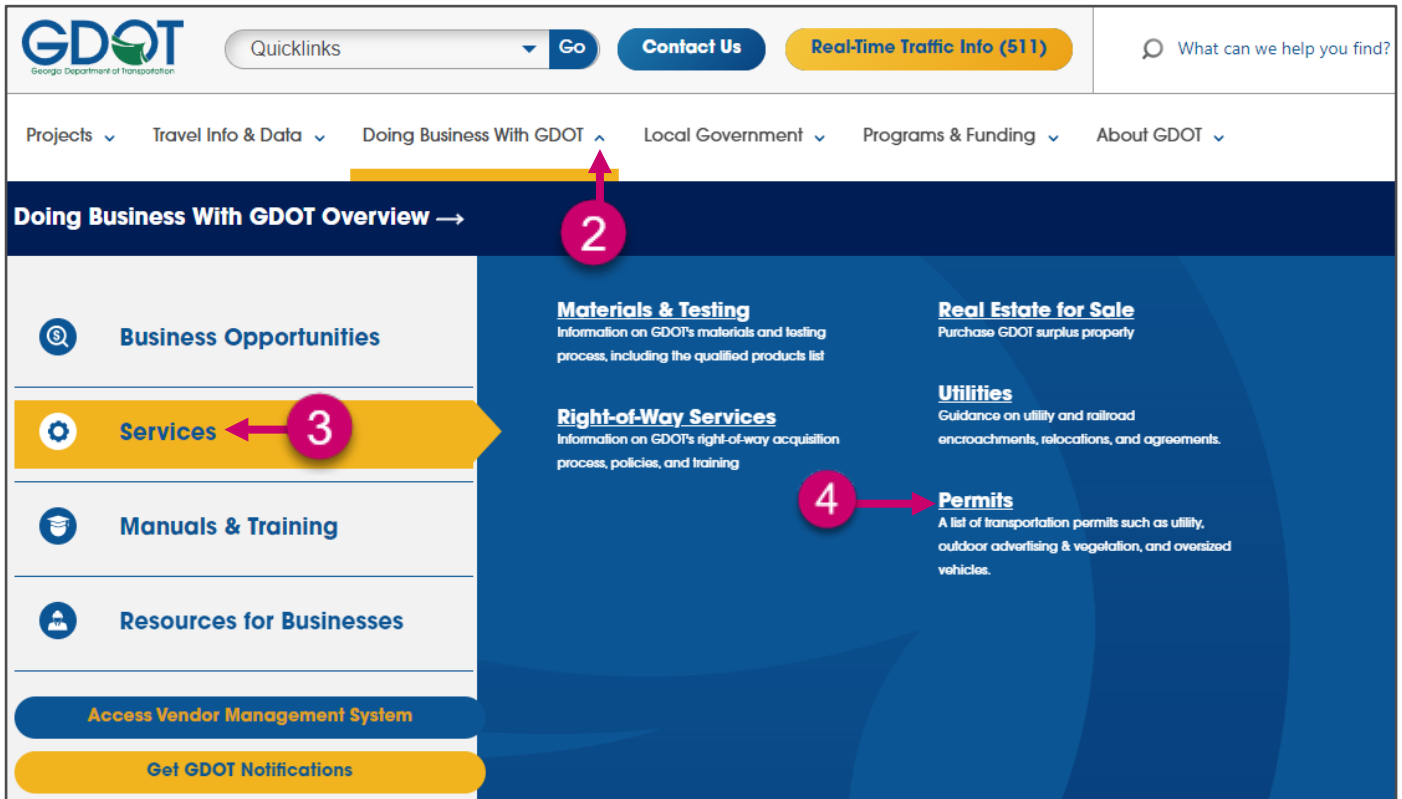 GDOT
Georgia Department of Transportation
Quicklinks
Go
Contact Us
Real-Time Traffic Info (511)
What can we help you find?
Projects
Travel Info & Data
Doing Business With GDOT
Local Government
Programs & Funding
About GDOT
2
Doing Business With GDOT Overview →
Business Opportunities
Services
3
Manuals & Training
Resources for Businesses
Access Vendor Management System
Get GDOT Notifications
Materials & Testing
Information on GDOT's materials and testing
process, including the qualified products list
Right-of-Way Services
Information on GDOT's right-of-way acquisition
process, policies, and training
Real Estate for Sale
Purchase GDOT surplus property
Utilities
Guidance on utility and railroad
encroachments, relocations, and agreements.
4
Permits
A list of transportation permits such as utility,
outdoor advertising & vegetation, and oversized
vehicles.